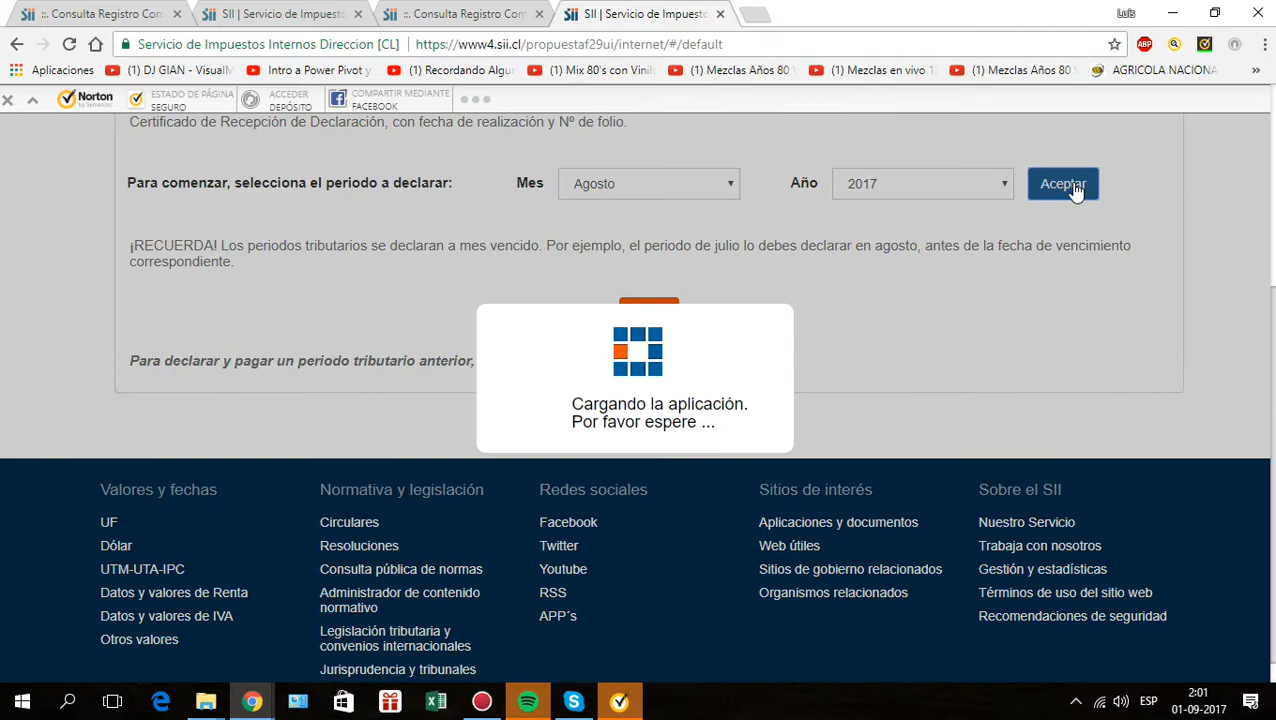 :. Consulta Registro Com
SII | Servicio de Impuesto
:. Consulta Registro Com
SII | Servicio de Impuesto
Luis
Servicio de Impuestos Internos Direccion [CL]
https://www4.sii.cl/propuestaf29ui/internet/#/default
ABP
Aplicaciones
(1) DJ GIAN - VisualM
Intro a Power Pivot y
(1) Recordando Algu
(1) Mix 80's con Vinilo
(1) Mezclas Años 80
(1) Mezclas en vivo 1
(1) Mezclas Años 80
AGRICOLA NACIONA
»
Norton
by Symantec
ESTADO DE PÁGINA
SEGURO
ACCEDER
DEPÓSITO
COMPARTIR MEDIANTE
FACEBOOK
Certificado de Recepción de Declaración, con fecha de realización y Nº de folio.
Para comenzar, selecciona el periodo a declarar:
Mes
Agosto
Año
2017
Aceptar
¡RECUERDA! Los periodos tributarios se declaran a mes vencido. Por ejemplo, el periodo de julio lo debes declarar en agosto, antes de la fecha de vencimiento
correspondiente.
Para declarar y pagar un periodo tributario anterior,
Cargando la aplicación.
Por favor espere ...
Valores y fechas
UF
Dólar
UTM-UTA-IPC
Datos y valores de Renta
Datos y valores de IVA
Otros valores
Normativa y legislación
Circulares
Resoluciones
Consulta pública de normas
Administrador de contenido
normativo
Legislación tributaria y
convenios internacionales
Jurisprudencia y tribunales
Redes sociales
Facebook
Twitter
Youtube
RSS
APP´s
Sitios de interés
Aplicaciones y documentos
Web útiles
Sitios de gobierno relacionados
Organismos relacionados
Sobre el SII
Nuestro Servicio
Trabaja con nosotros
Gestión y estadísticas
Términos de uso del sitio web
Recomendaciones de seguridad
ESP
2:01
01-09-2017